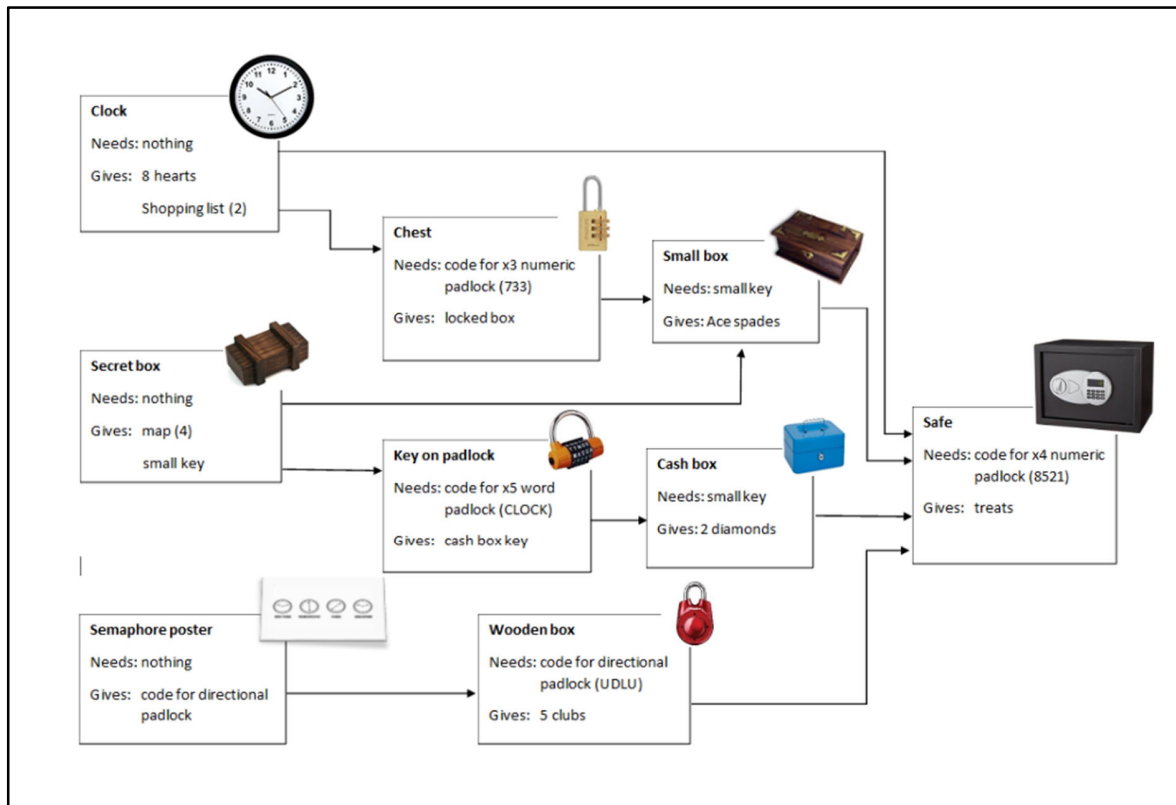 Clock
Needs: nothing
Gives: 8 hearts
Shopping list (2)
Chest
Needs: code for x3 numeric
padlock (733)
Gives: locked box
Small box
Needs: small key
Gives: Ace spades
Secret box
Needs: nothing
Gives: map (4)
small key
Key on padlock
Needs: code for x5 word
padlock (CLOCK)
Gives: cash box key
Cash box
Needs: small key
Gives: 2 diamonds
Safe
Needs: code for x4 numeric
padlock (8521)
Gives: treats
Semaphore poster
Needs: nothing
Gives: code for directional
padlock
Wooden box
Needs: code for directional
padlock (UDLU)
Gives: 5 clubs